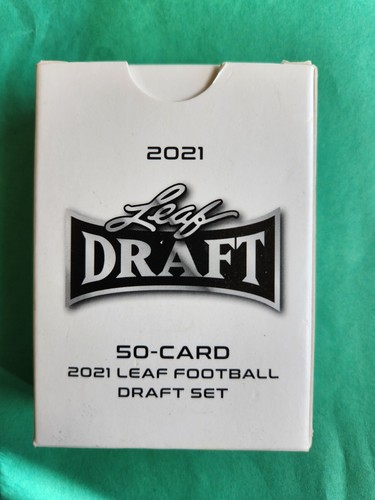 2021
Leaf
DRAFT
50-CARD
2021 LEAF FOOTBALL
DRAFT SET